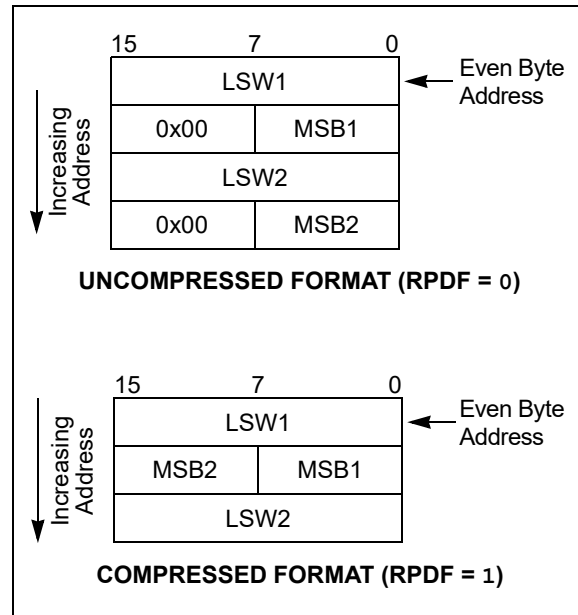 15 7 0
LSW1
Even Byte
Address
0x00 MSB1
LSW2
0x00 MSB2
Increasing
Address
UNCOMPRESSED FORMAT (RPDF = 0)
15 7 0
LSW1
Even Byte
Address
MSB2 MSB1
LSW2
Increasing
Address
COMPRESSED FORMAT (RPDF = 1)